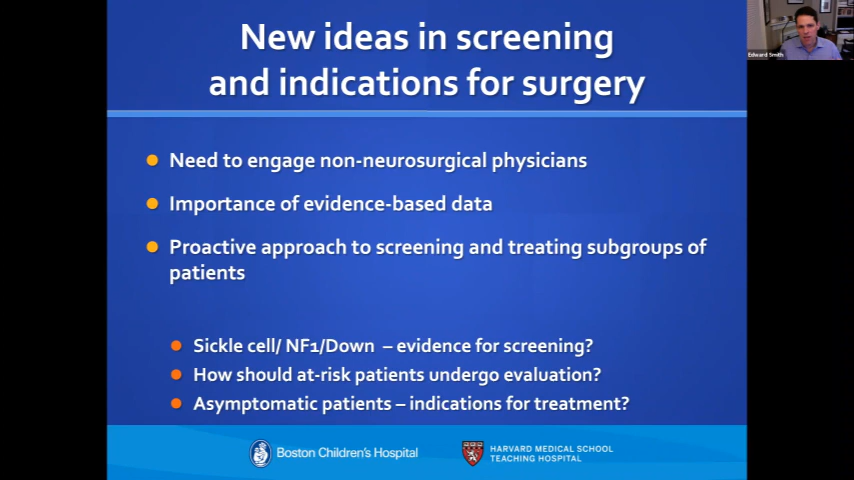 New ideas in screening
and indications for surgery
Edward Smith
Need to engage non-neurosurgical physicians
Importance of evidence-based data
Proactive approach to screening and treating subgroups of
patients
Sickle cell/ NF1/Down – evidence for screening?
How should at-risk patients undergo evaluation?
Asymptomatic patients – indications for treatment?
Boston Children's Hospital
HARVARD MEDICAL SCHOOL
TEACHING HOSPITAL